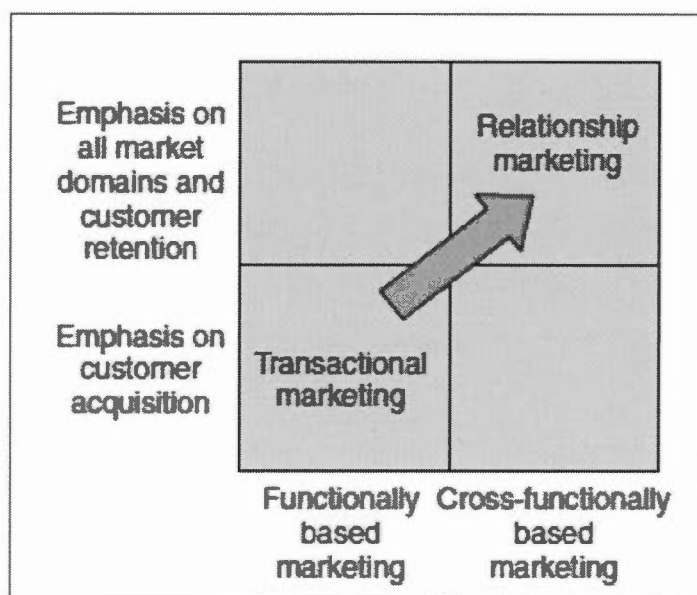 Emphasis on
all market
domains and
customer
retention
Relationship
marketing
Emphasis on
customer
acquisition
Transactional
marketing
Functionally
based
marketing
Cross-functionally
based
marketing